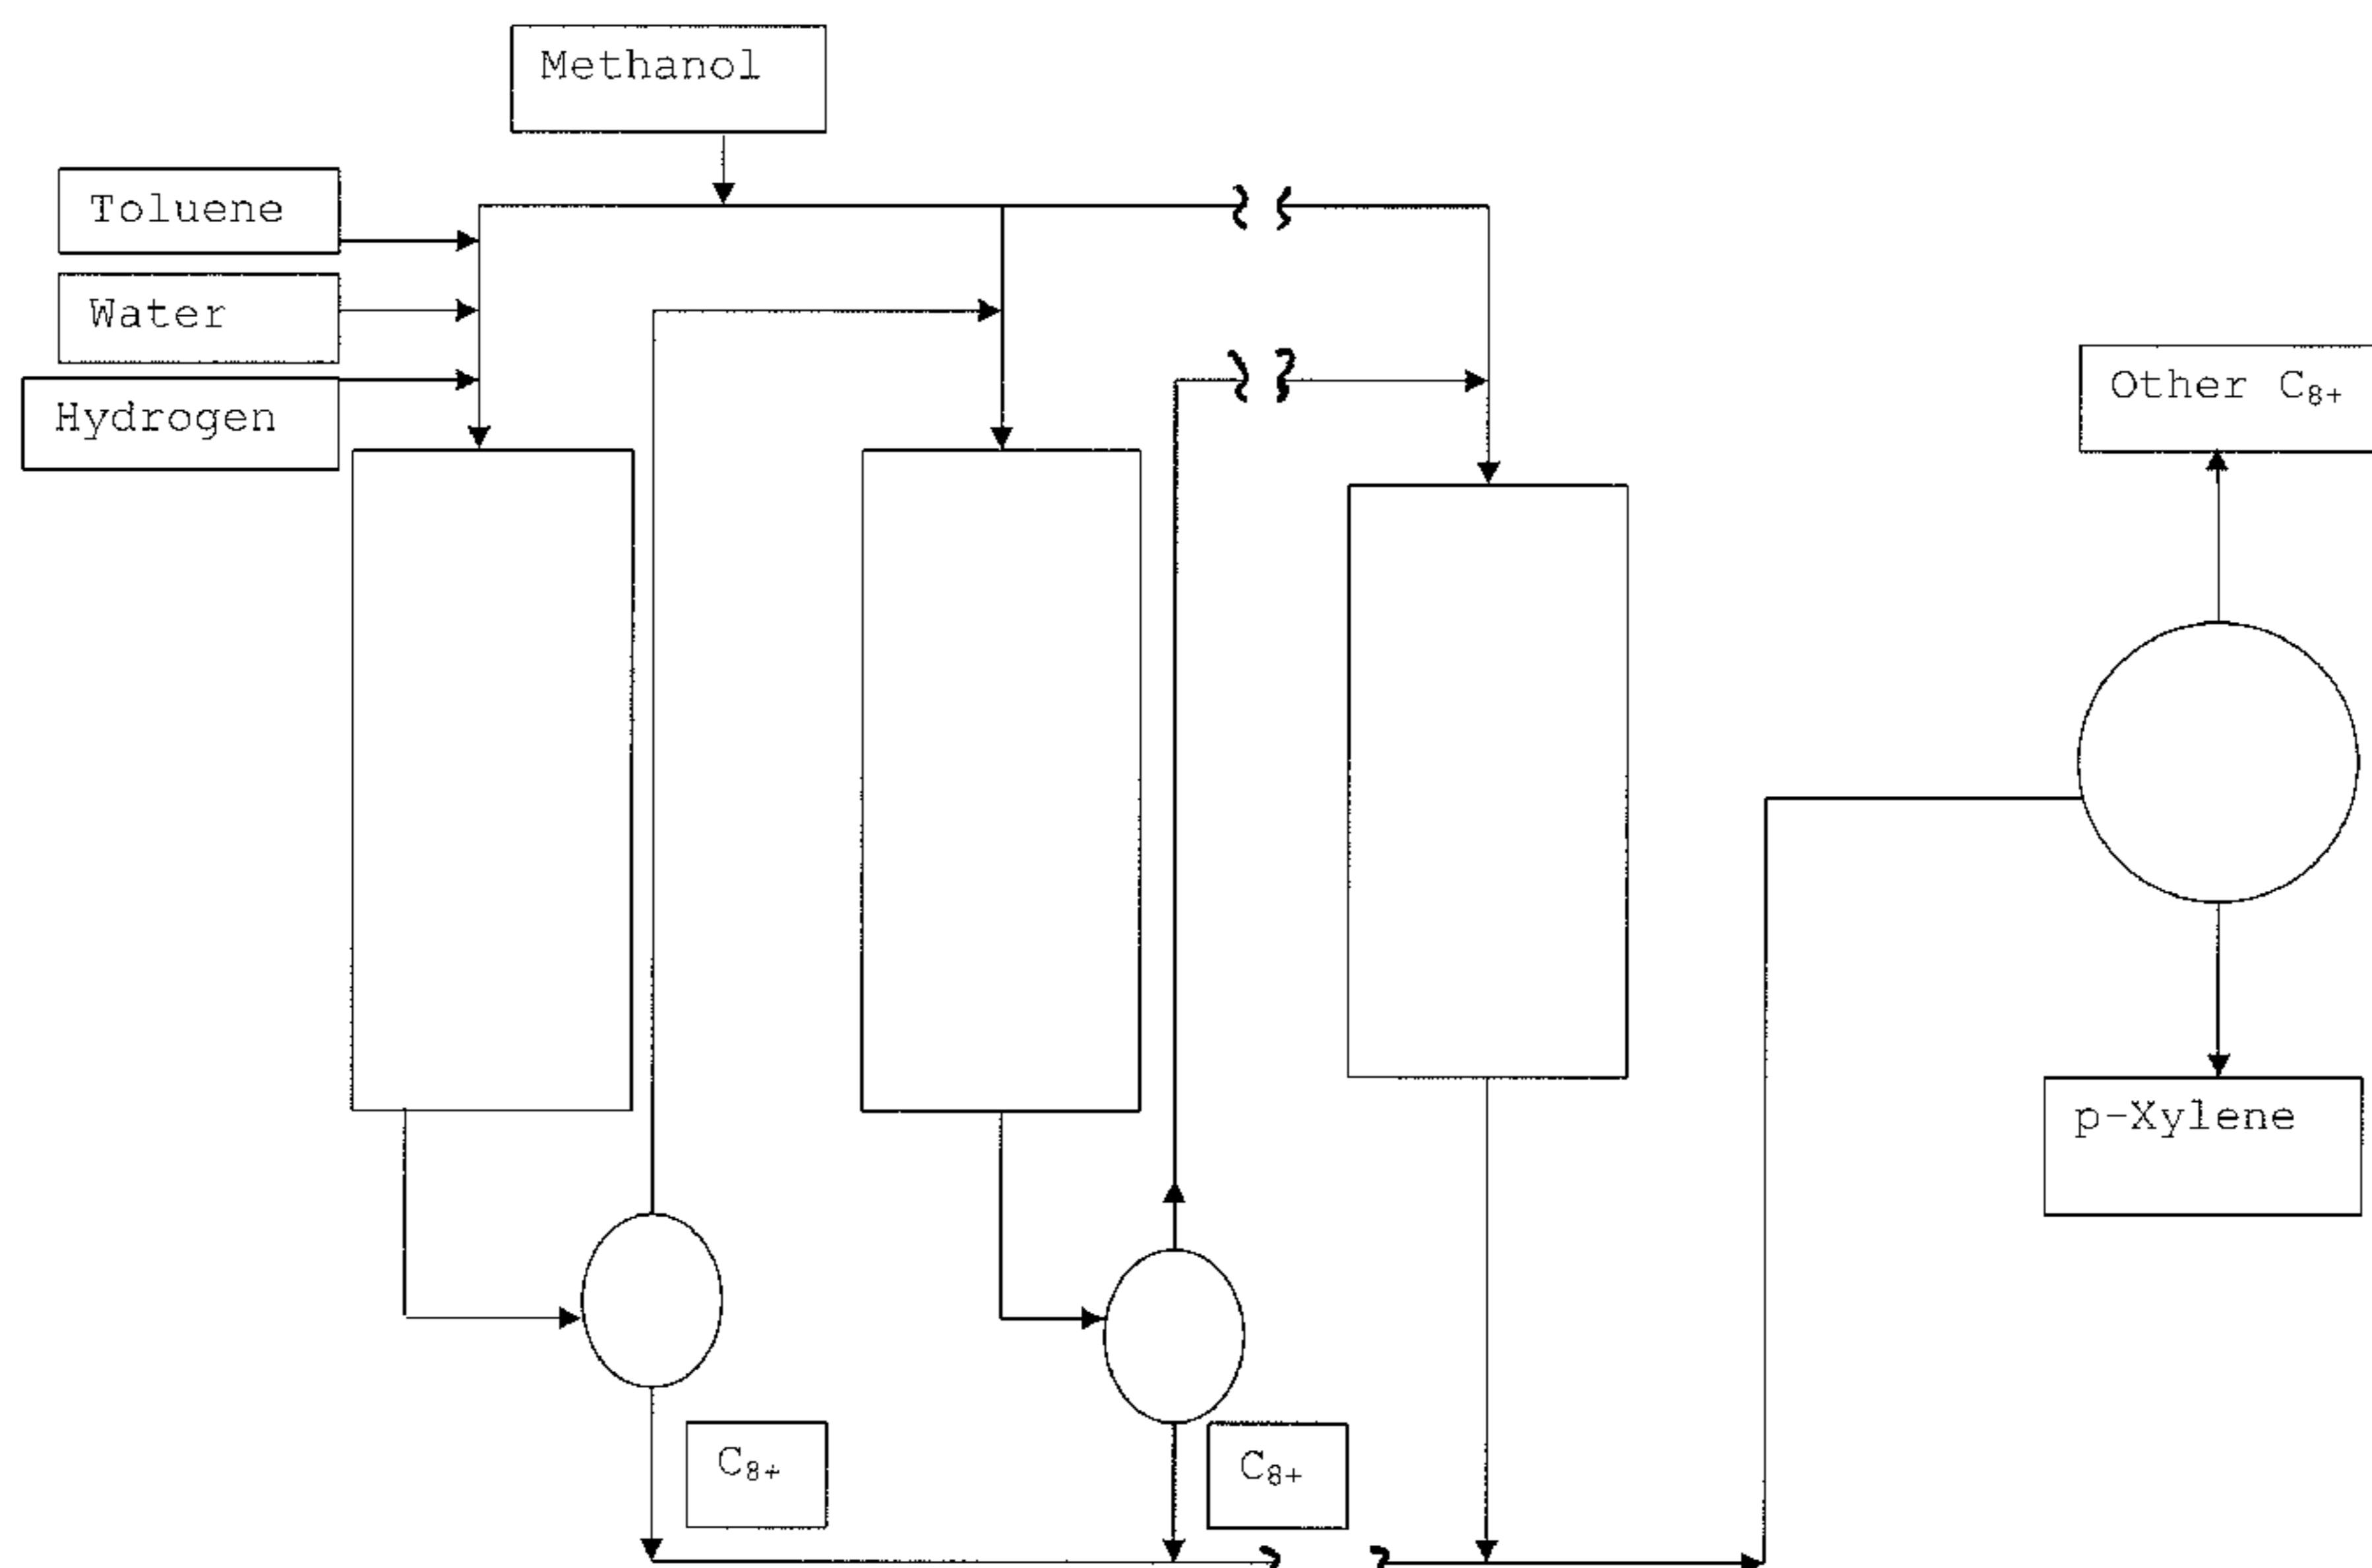 Methanol
Toluene
Water
Hydrogen
Other C₈₊
p-Xylene
C₈₊
C₈₊